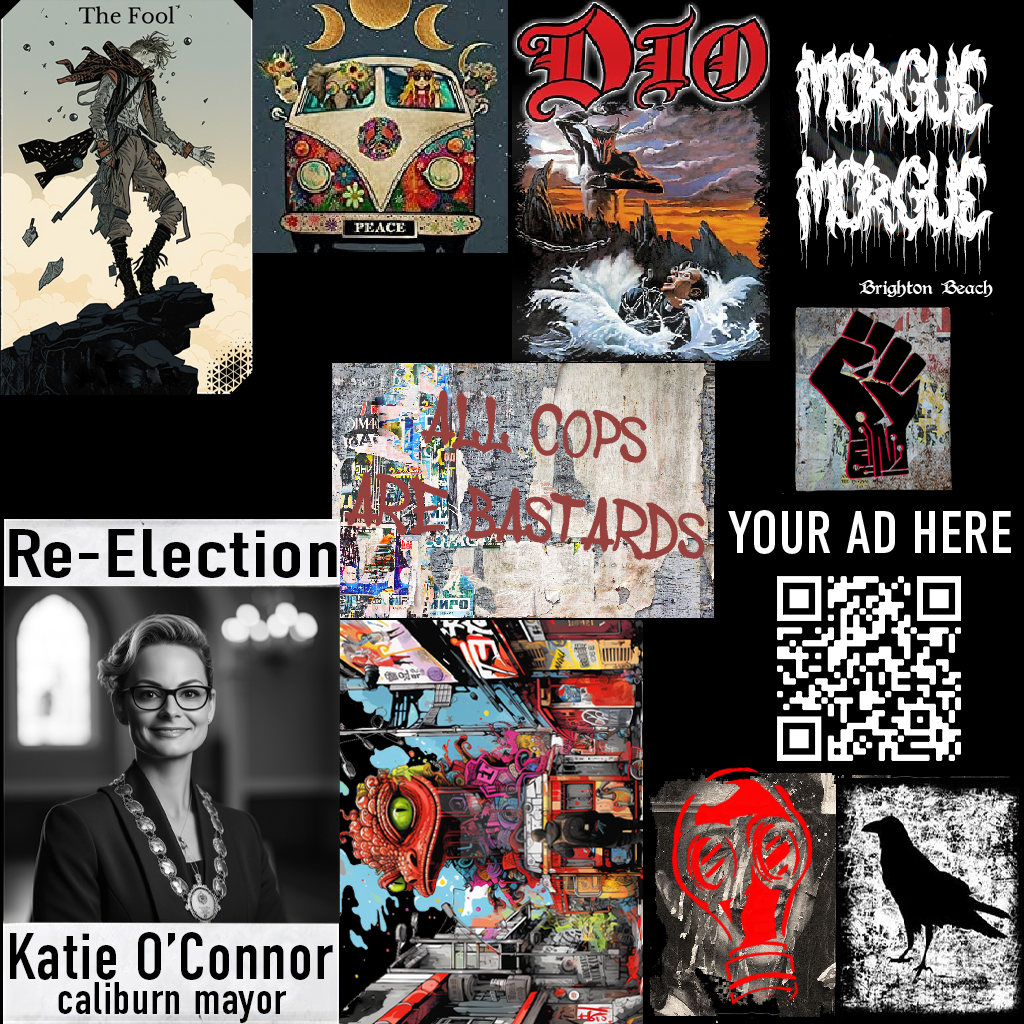 The Fool
PEACE
DIO
MORGUE
MORGUE
Brighton Beach
ALL COPS
ARE BASTARDS
ИПРО
YOUR AD HERE
Re-Election
Katie O'Connor
caliburn mayor